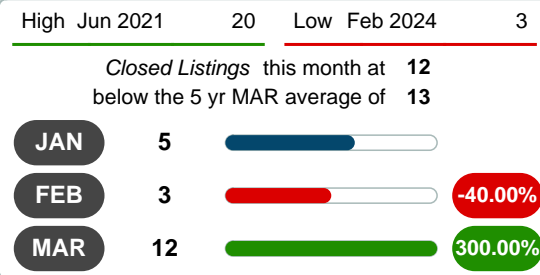 High Jun 2021 20 Low Feb 2024 3
Closed Listings this month at 12
below the 5 yr MAR average of 13
JAN 5
FEB 3 -40.00%
MAR 12 300.00%